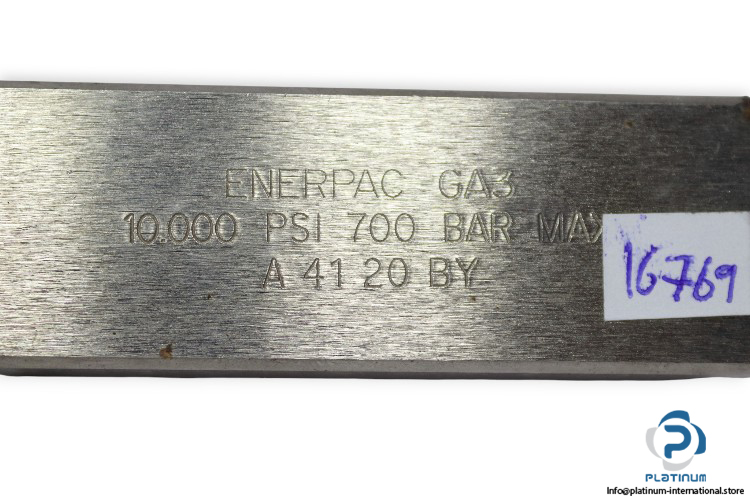 ENERPAC GA3
10.000 PSI 700 BAR MAX
A 41 20 BY
16769
PLATINUM
Info@platinum-international.store